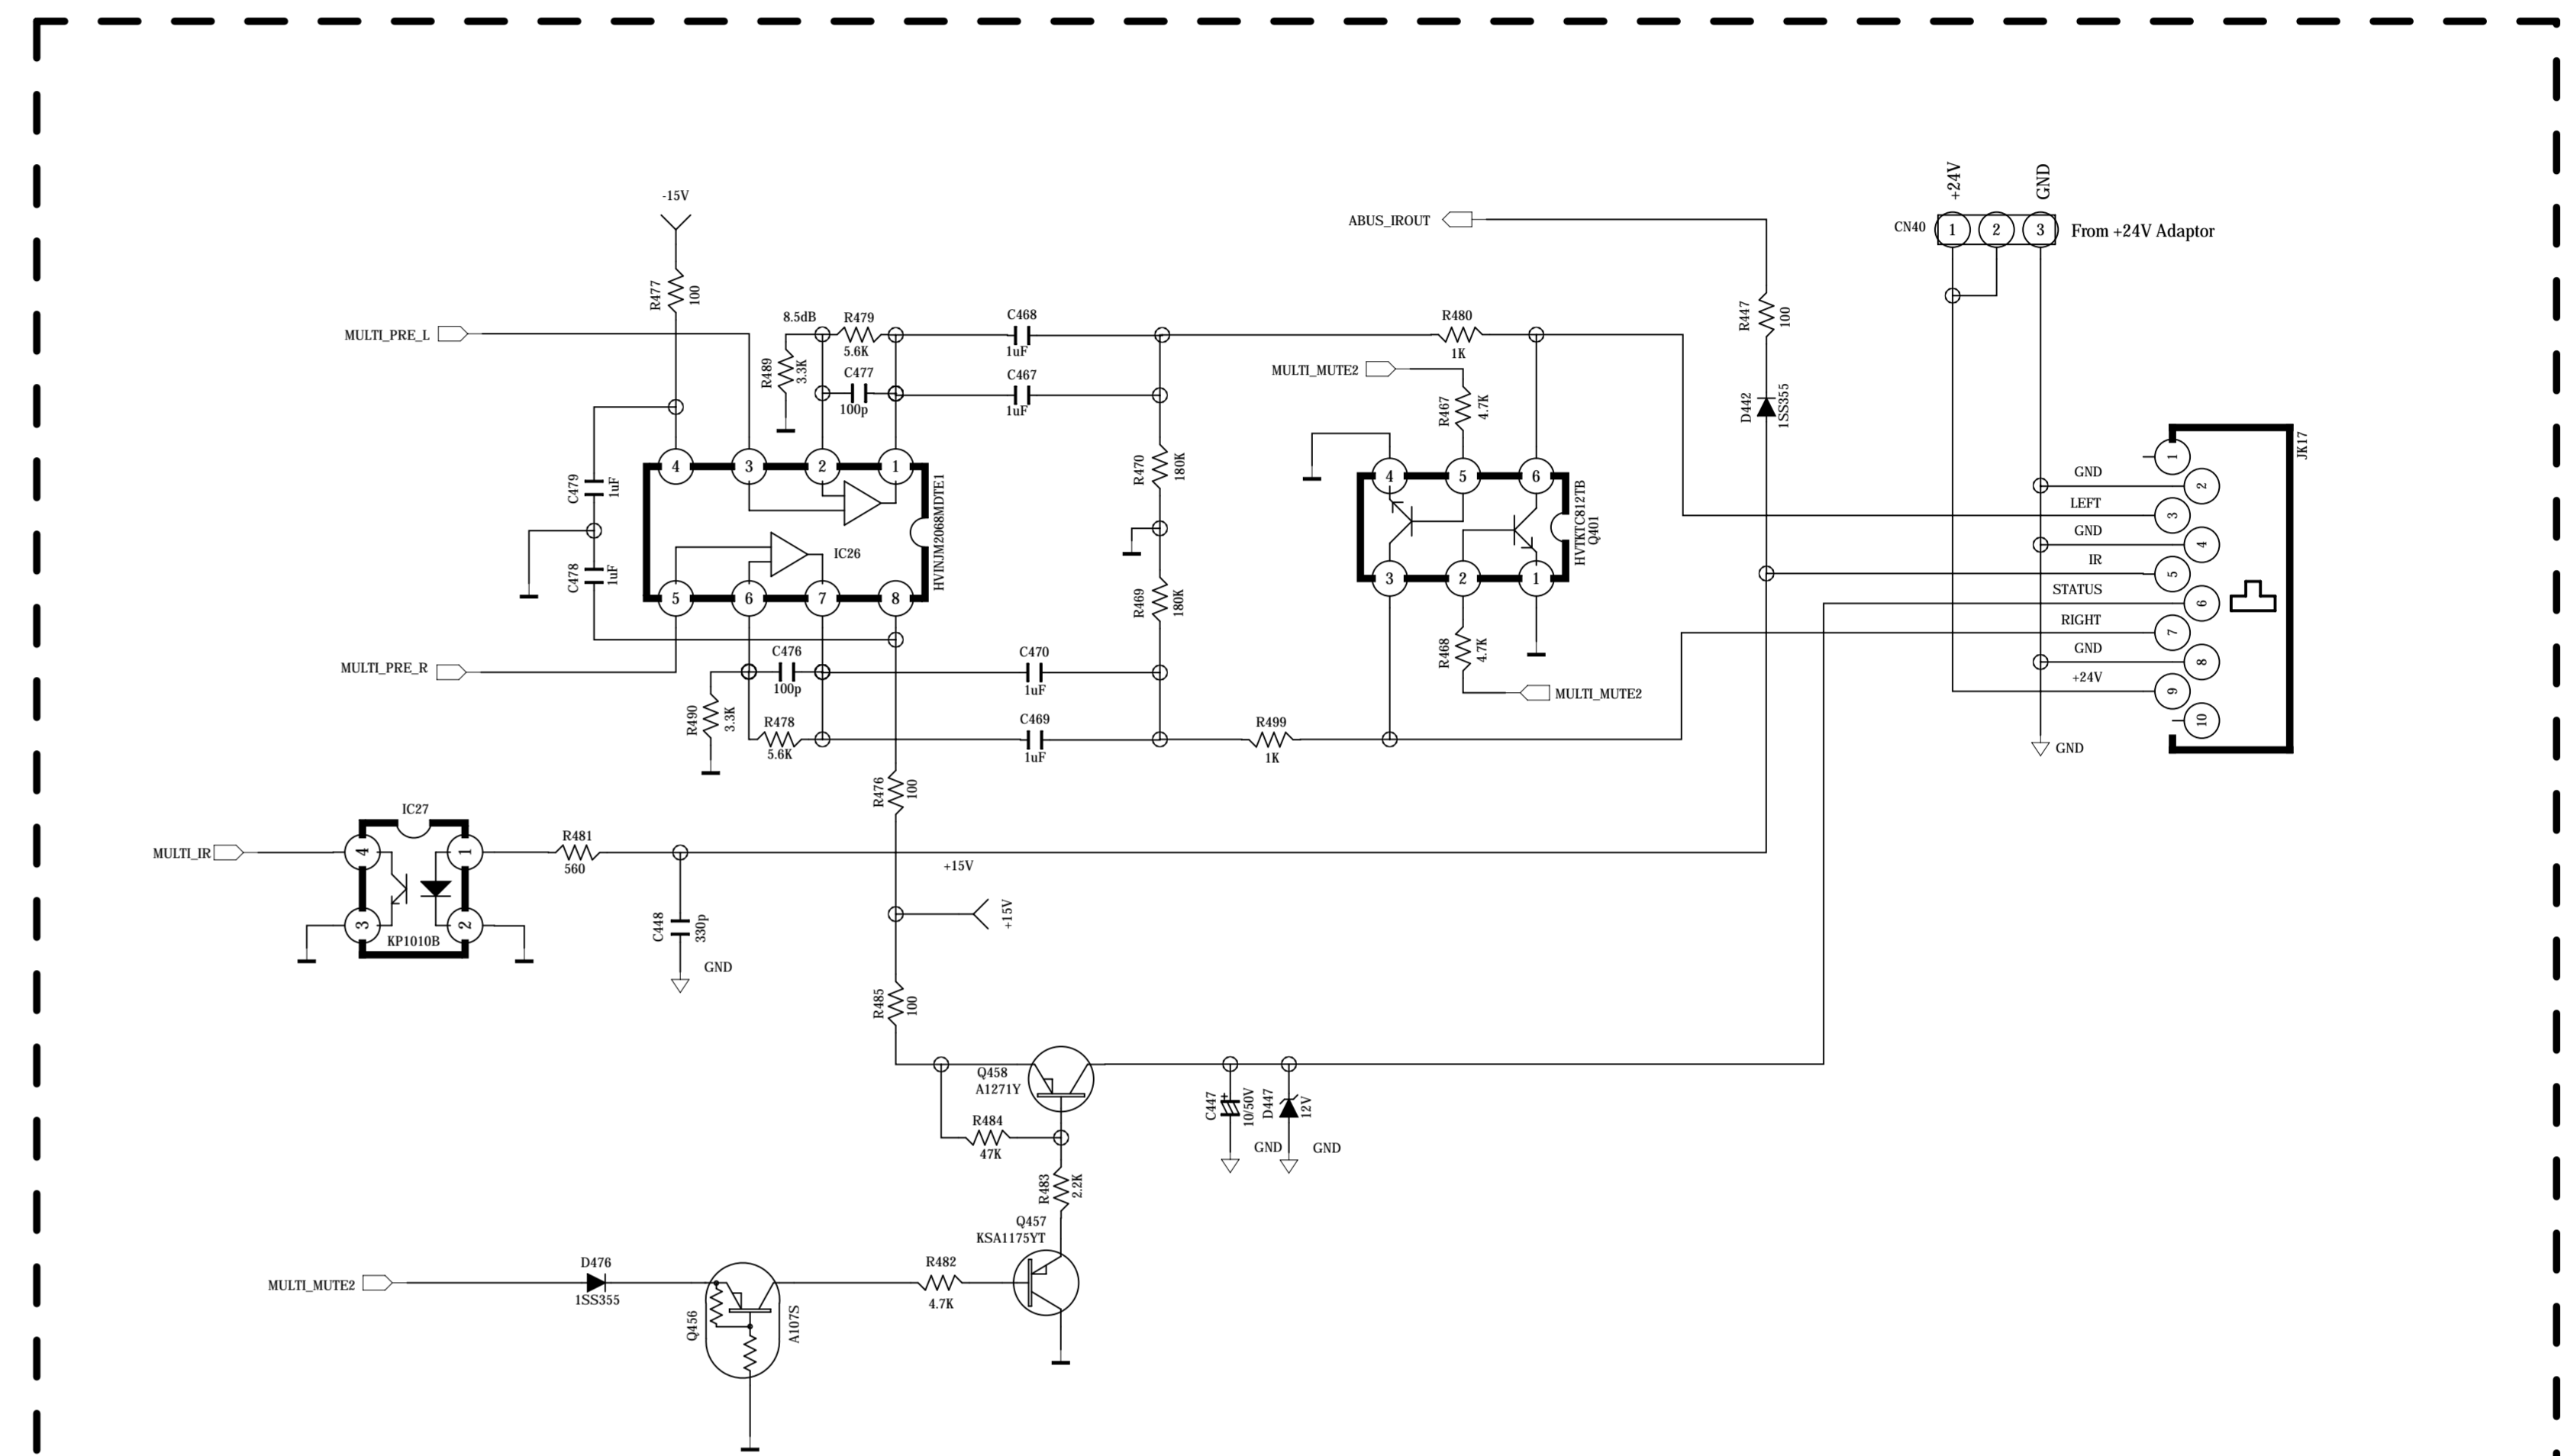 -15V
R477
100
MULTI_PRE_L
8.5dB
R479
5.6K
R489
3.3K
C477
100p
C468
1uF
C467
1uF
ABUS_IROUT
R480
1K
MULTI_MUTE2
R467
4.7K
R447
100
D442
1SS355
+24V
GND
CN40
1
2
3
From +24V Adaptor
C479
1uF
C478
1uF
4
3
2
1
IC26
HVINJM2068MDTE1
5
6
7
8
R470
180K
R469
180K
4
5
6
HVTKTC812TB
Q401
3
2
1
R468
4.7K
MULTI_MUTE2
JK17
1
GND
2
LEFT
3
GND
4
IR
5
STATUS
6
RIGHT
7
GND
8
+24V
9
10
GND
MULTI_PRE_R
C476
100p
R490
3.3K
R478
5.6K
C470
1uF
C469
1uF
R499
1K
R476
100
IC27
MULTI_IR
4
1
3
2
KP1010B
R481
560
C448
330p
GND
+15V
+15V
R485
100
Q458
A1271Y
R484
47K
R483
2.2K
C447
+
10/50V
D447
12V
GND
GND
Q457
KSA1175YT
MULTI_MUTE2
D476
1SS355
Q456
A107S
R482
4.7K